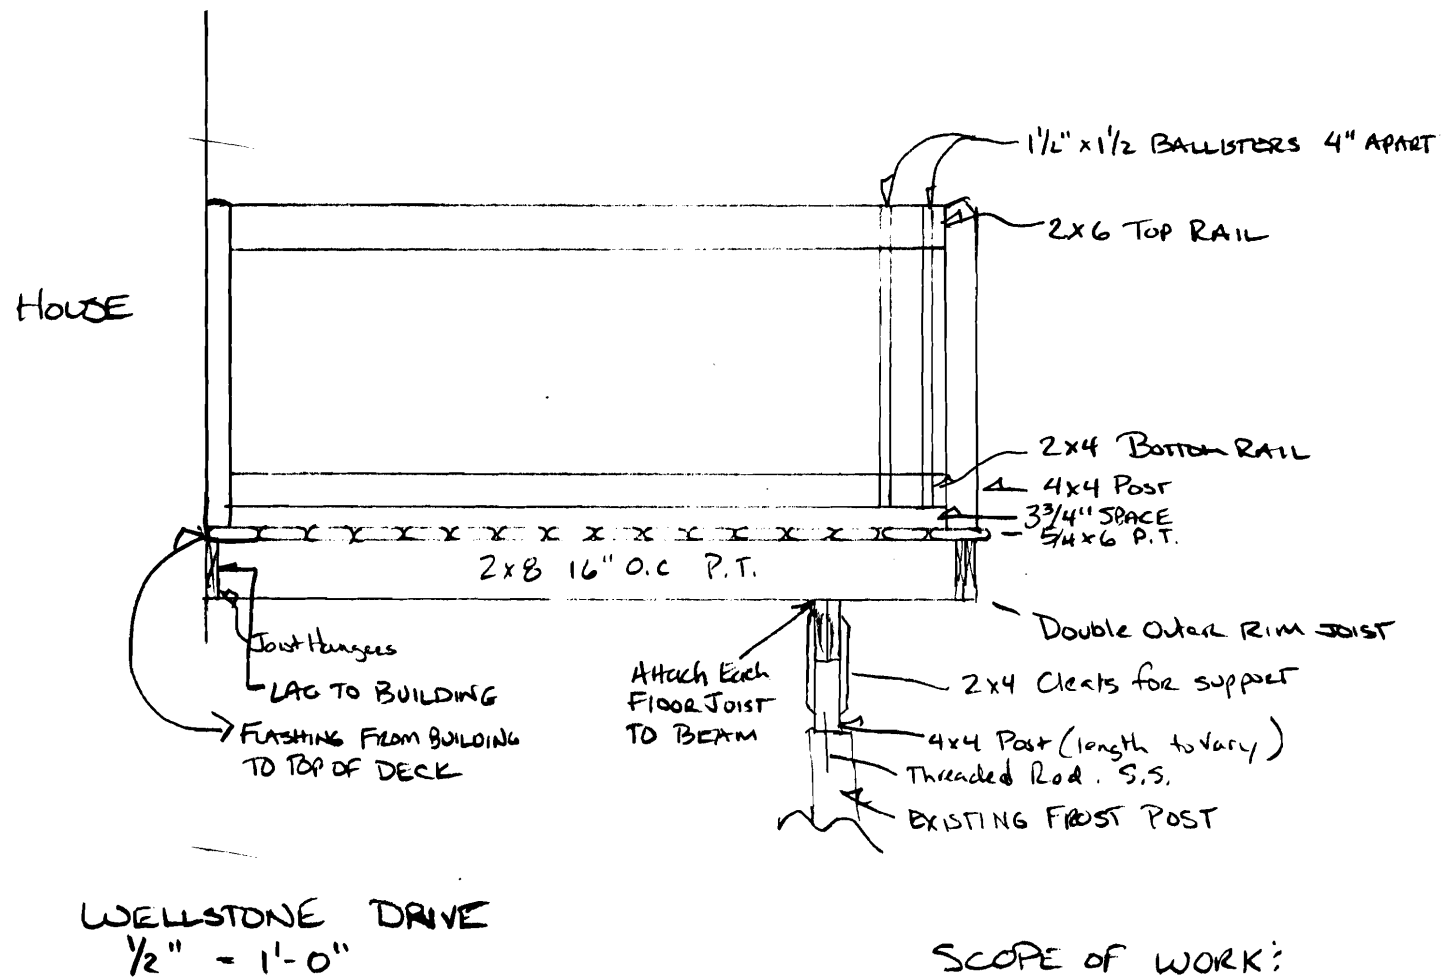 1½" x 1½ BALLISTERS 4" APART
2x6 TOP RAIL
HOUSE
2x4 BOTTOM RAIL
4x4 POST
3¾" SPACE
5/4x6 P.T.
2x8 16" O.C P.T.
Double Outer RIM JOIST
Joist Hangers
LAG TO BUILDING
FLASHING FROM BUILDING
TO TOP OF DECK
Attach Each
FLOOR JOIST
TO BEAM
2x4 Cleats for support
4x4 Post (length to vary)
Threaded Rod. S.S.
EXISTING FROST POST
WELLSTONE DRIVE
½" - 1'-0"
SCOPE OF WORK: